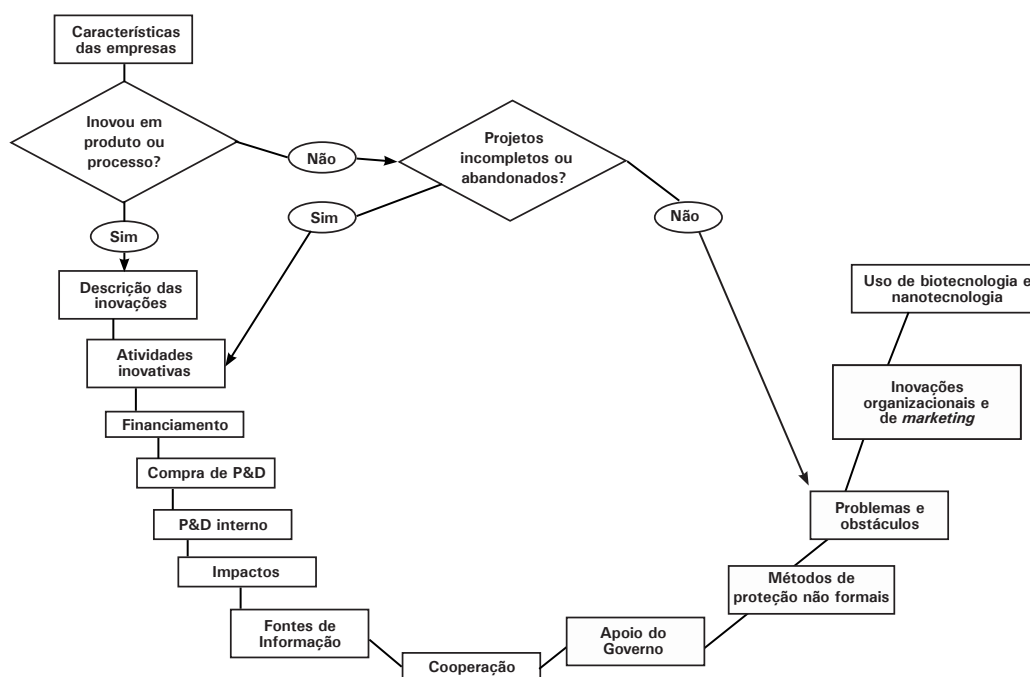 Características
das empresas
Inovou em
produto ou
processo?
Não
Projetos
incompletos ou
abandonados?
Sim
Sim
Não
Descrição das
inovações
Atividades
inovativas
Financiamento
Compra de P&D
P&D interno
Impactos
Fontes de
Informação
Cooperação
Apoio do
Governo
Métodos de
proteção não formais
Problemas e
obstáculos
Inovações
organizacionais e
de marketing
Uso de biotecnologia e
nanotecnologia